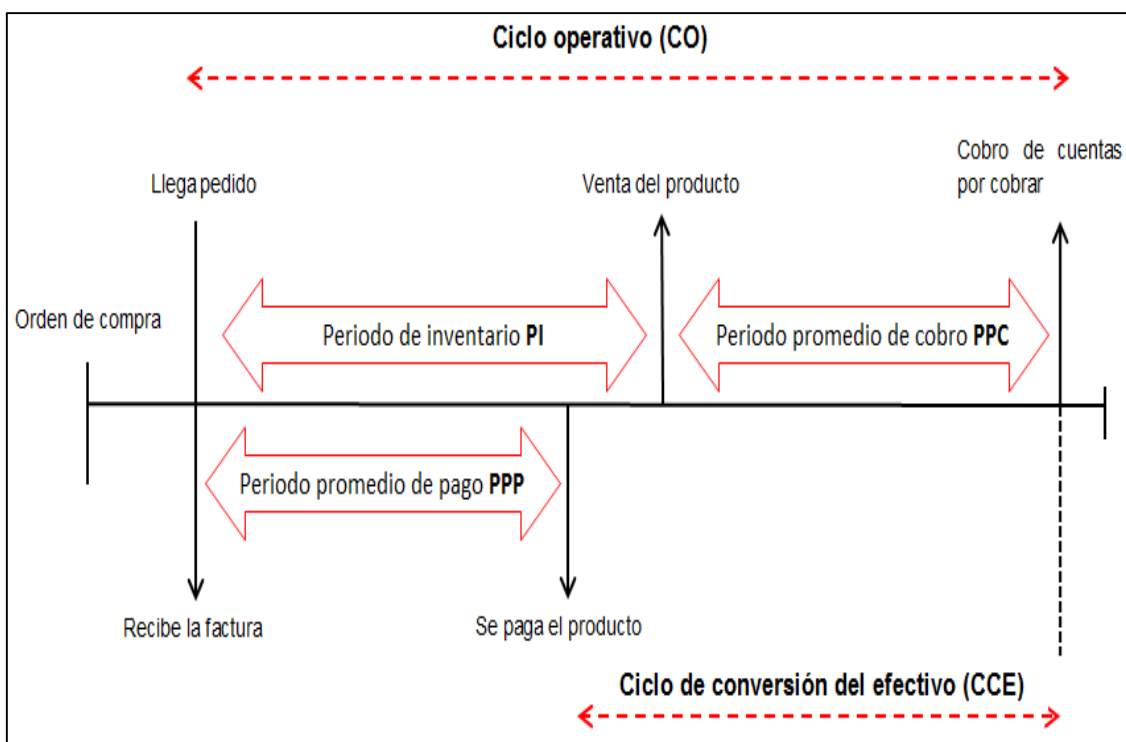 Ciclo operativo (CO)
Cobro de cuentas
por cobrar
Llega pedido
Venta del producto
Orden de compra
Periodo de inventario PI
Periodo promedio de cobro PPC
Periodo promedio de pago PPP
Recibe la factura
Se paga el producto
Ciclo de conversión del efectivo (CCE)